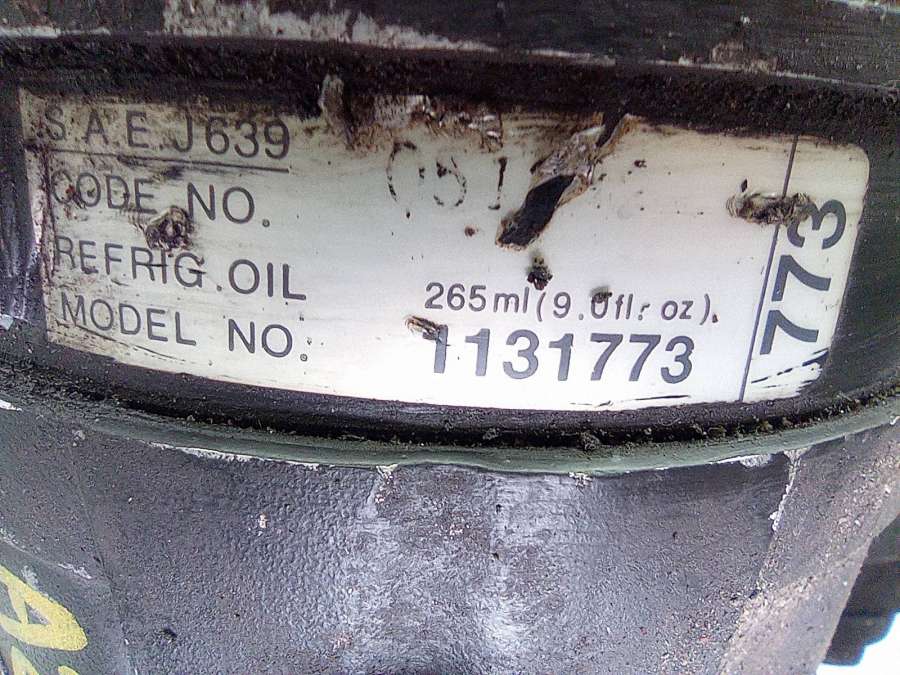 S.A.E. J639
CODE NO.
REFRIG.OIL 265ml(9.0fl. oz).
MODEL NO. 1131773
773